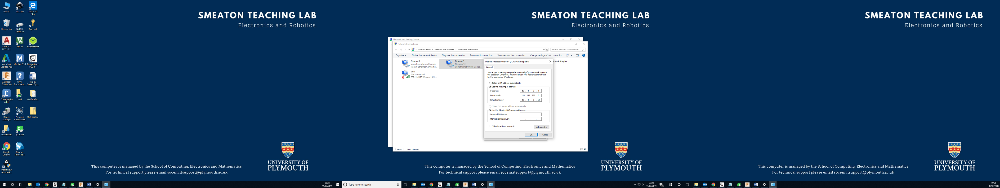 This PC
Inkscape
Microsoft Edge
Recycle Bin
INSTALL UBUNTU
Sign out
AutoCAD 2019 - E...
Keil v5
balenaEtcher
Autodesk Desktop App
Monitor 2.1.4
DesignSpark PCB 8.1
Autodesk Fusion 360
NAO Document...
Display Screen Equ...
Choregraphe 2.1.4
NAS
OwlFaceTr...
Device Manager
Proteus 8 Professional
OwlFaceTr...
Downloads
qtcreator
Google Chrome
Quartus Prime 16.1
Install Now Autodesk...
SMEATON TEACHING LAB
Electronics and Robotics
UNIVERSITY OF
PLYMOUTH
This computer is managed by the School of Computing, Electronics and Mathematics
For technical support please email socem.itsupport@plymouth.ac.uk
09:28
15/02/2019
SMEATON TEACHING LAB
Electronics and Robotics
Network and Sharing Centre
Network Connections
Control Panel > Network and Internet > Network Connections
Search Network Connections
Organise
Disable this network device
Diagnose this connection
Rename this connection
View status of this connection
Change settings of this connection
Ethernet 2
socnet.soc.plymouth.ac.uk
Intel(R) Ethernet Connectio...
Ethernet 5
Network 13
USB Ethernet/RNDIS Gadge...
WiFi
Not connected
802.11n USB Wireless LAN ...
etwork Adapter
Internet Protocol Version 4 (TCP/IPv4) Properties
General
You can get IP settings assigned automatically if your network supports
this capability. Otherwise, you need to ask your network administrator
for the appropriate IP settings.
Obtain an IP address automatically
Use the following IP address:
IP address: 10 . 0 . 0 . 1
Subnet mask: 255 . 255 . 255 . 0
Default gateway: 10 . 0 . 0 . 10
Obtain DNS server address automatically
Use the following DNS server addresses:
Preferred DNS server:
Alternative DNS server:
Validate settings upon exit
Advanced...
OK
Cancel
5 items
1 item selected
UNIVERSITY OF
PLYMOUTH
This computer is managed by the School of Computing, Electronics and Mathematics
For technical support please email socem.itsupport@plymouth.ac.uk
Type here to search
09:28
15/02/2019
SMEATON TEACHING LAB
Electronics and Robotics
UNIVERSITY OF
PLYMOUTH
This computer is managed by the School of Computing, Electronics and Mathematics
For technical support please email socem.itsupport@plymouth.ac.uk
09:28
15/02/2019